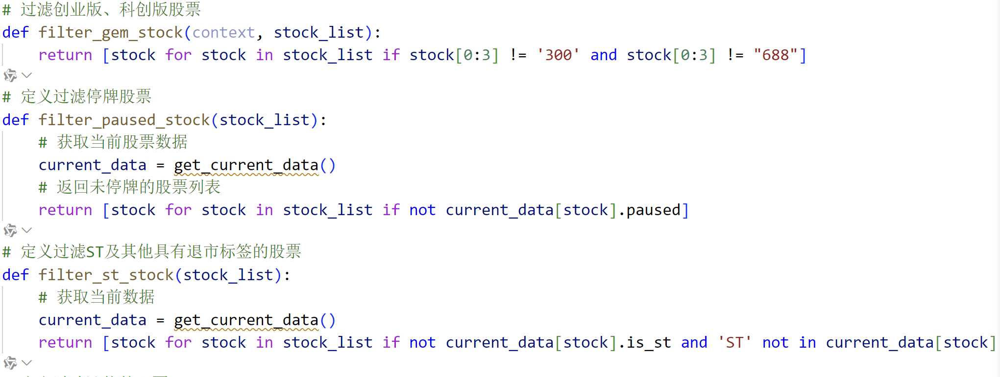 # 过滤创业版、科创版股票
def filter_gem_stock(context, stock_list):
    return [stock for stock in stock_list if stock[0:3] != '300' and stock[0:3] != "688"]
# 定义过滤停牌股票
def filter_paused_stock(stock_list):
    # 获取当前股票数据
    current_data = get_current_data()
    # 返回未停牌的股票列表
    return [stock for stock in stock_list if not current_data[stock].paused]
# 定义过滤ST及其他具有退市标签的股票
def filter_st_stock(stock_list):
    # 获取当前数据
    current_data = get_current_data()
    return [stock for stock in stock_list if not current_data[stock].is_st and 'ST' not in current_data[stock]